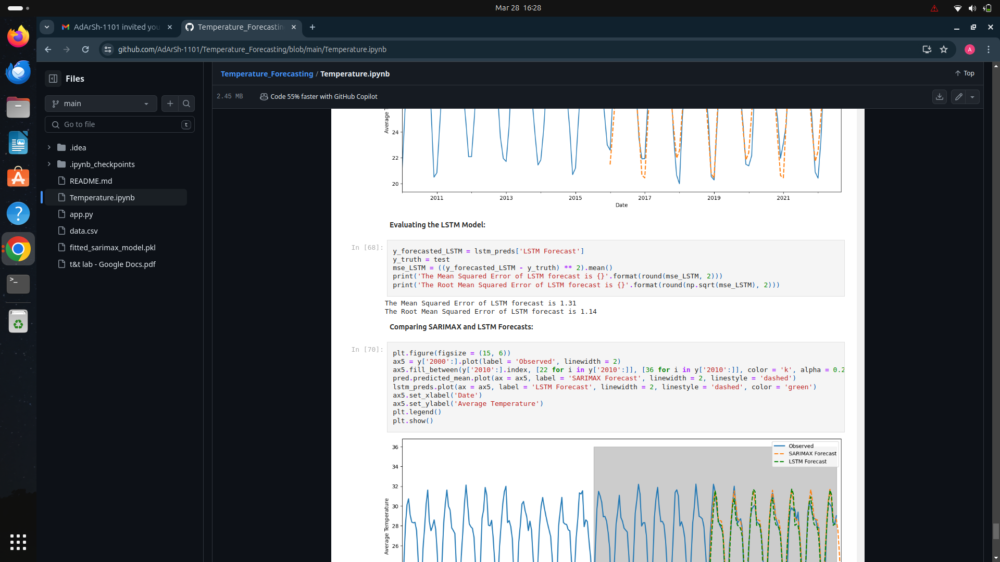 Mar 28 16:28
AdArSh-1101 invited you
Temperature_Forecastin
github.com/AdArSh-1101/Temperature_Forecasting/blob/main/Temperature.ipynb
A
Files
main
Go to file
t
.idea
.ipynb_checkpoints
README.md
Temperature.ipynb
app.py
data.csv
fitted_sarimax_model.pkl
t&t lab - Google Docs.pdf
Temperature_Forecasting / Temperature.ipynb
Top
2.45 MB
Code 55% faster with GitHub Copilot
Average
24
22
20
2011 2013 2015 2017 2019 2021
Date
Evaluating the LSTM Model:
In [68]:
y_forecasted_LSTM = lstm_preds['LSTM Forecast']
y_truth = test
mse_LSTM = ((y_forecasted_LSTM - y_truth) ** 2).mean()
print('The Mean Squared Error of LSTM forecast is {}'.format(round(mse_LSTM, 2)))
print('The Root Mean Squared Error of LSTM forecast is {}'.format(round(np.sqrt(mse_LSTM), 2)))
The Mean Squared Error of LSTM forecast is 1.31
The Root Mean Squared Error of LSTM forecast is 1.14
Comparing SARIMAX and LSTM Forecasts:
In [70]:
plt.figure(figsize = (15, 6))
ax5 = y['2000':].plot(label = 'Observed', linewidth = 2)
ax5.fill_between(y['2010':].index, [22 for i in y['2010':]], [36 for i in y['2010':]], color = 'k', alpha = 0.2
pred.predicted_mean.plot(ax = ax5, label = 'SARIMAX Forecast', linewidth = 2, linestyle = 'dashed')
lstm_preds.plot(ax = ax5, label = 'LSTM Forecast', linewidth = 2, linestyle = 'dashed', color = 'green')
ax5.set_xlabel('Date')
ax5.set_ylabel('Average Temperature')
plt.legend()
plt.show()
36
34
32
30
28
26
Average Temperature
Observed
SARIMAX Forecast
LSTM Forecast